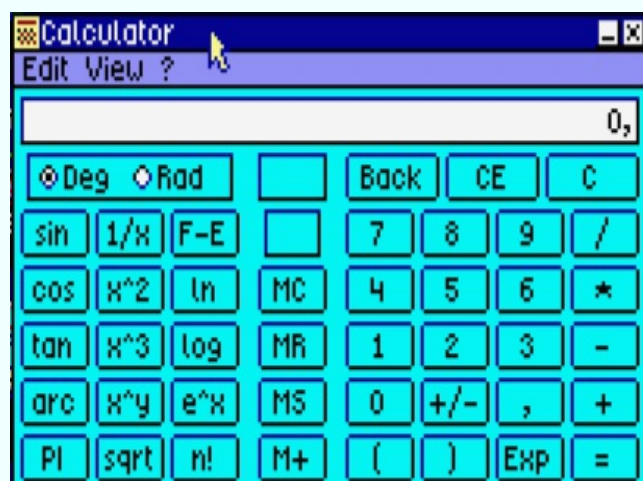 Calculator
Edit View ?
0,
Deg Rad Back CE C
sin 1/x F-E 7 8 9 /
cos x^2 ln MC 4 5 6 *
tan x^3 log MR 1 2 3 -
arc x^y e^x MS 0 +/- , +
PI sqrt n! M+ ( ) Exp =